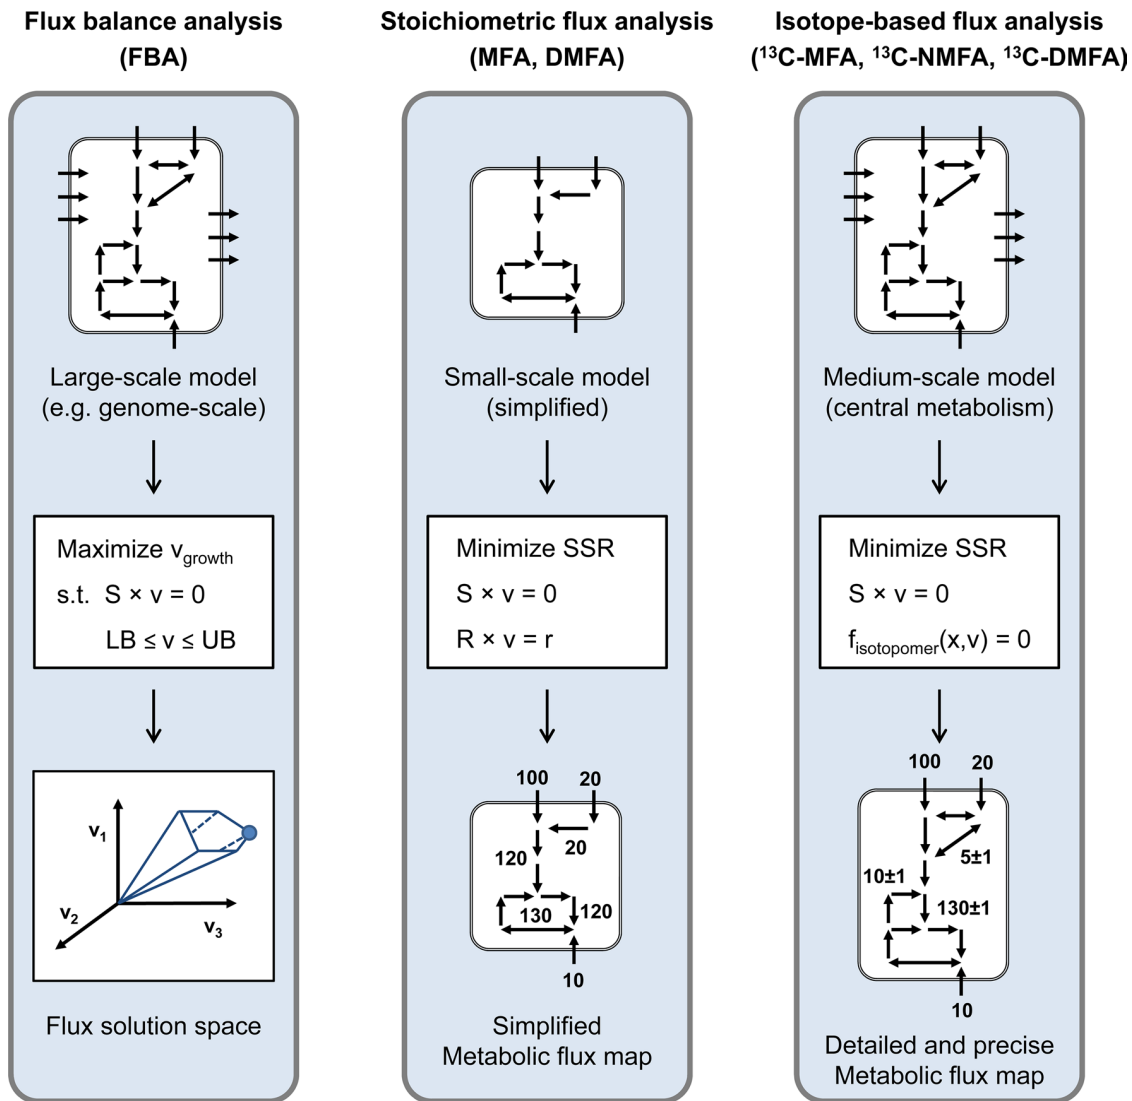 Flux balance analysis
(FBA)
Large-scale model
(e.g. genome-scale)
Maximize v_growth
s.t. S × v = 0
LB ≤ v ≤ UB
v₁
v₂
v₃
Flux solution space
Stoichiometric flux analysis
(MFA, DMFA)
Small-scale model
(simplified)
Minimize SSR
S × v = 0
R × v = r
100 20
20
120
130 120
10
Simplified
Metabolic flux map
Isotope-based flux analysis
(¹³C-MFA, ¹³C-NMFA, ¹³C-DMFA)
Medium-scale model
(central metabolism)
Minimize SSR
S × v = 0
f_isotopomer(x,v) = 0
100 20
5±1
10±1
130±1
10
Detailed and precise
Metabolic flux map